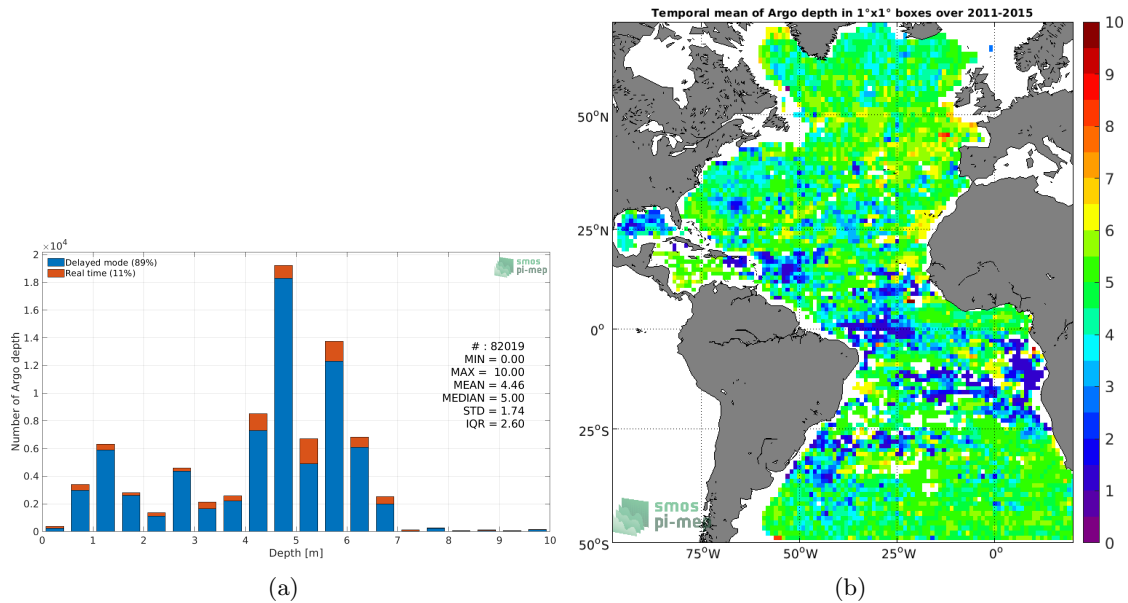 Temporal mean of Argo depth in 1°x1° boxes over 2011-2015
×10⁴
2
1.8
1.6
1.4
1.2
1
0.8
0.6
0.4
0.2
0
Number of Argo depth
Delayed mode (89%)
Real time (11%)
smos
pi-mep
# : 82019
MIN = 0.00
MAX = 10.00
MEAN = 4.46
MEDIAN = 5.00
STD = 1.74
IQR = 2.60
0 1 2 3 4 5 6 7 8 9 10
Depth [m]
(a)
50°N
25°N
0°
25°S
50°S
75°W 50°W 25°W 0°
smos
pi-mep
10
9
8
7
6
5
4
3
2
1
0
(b)